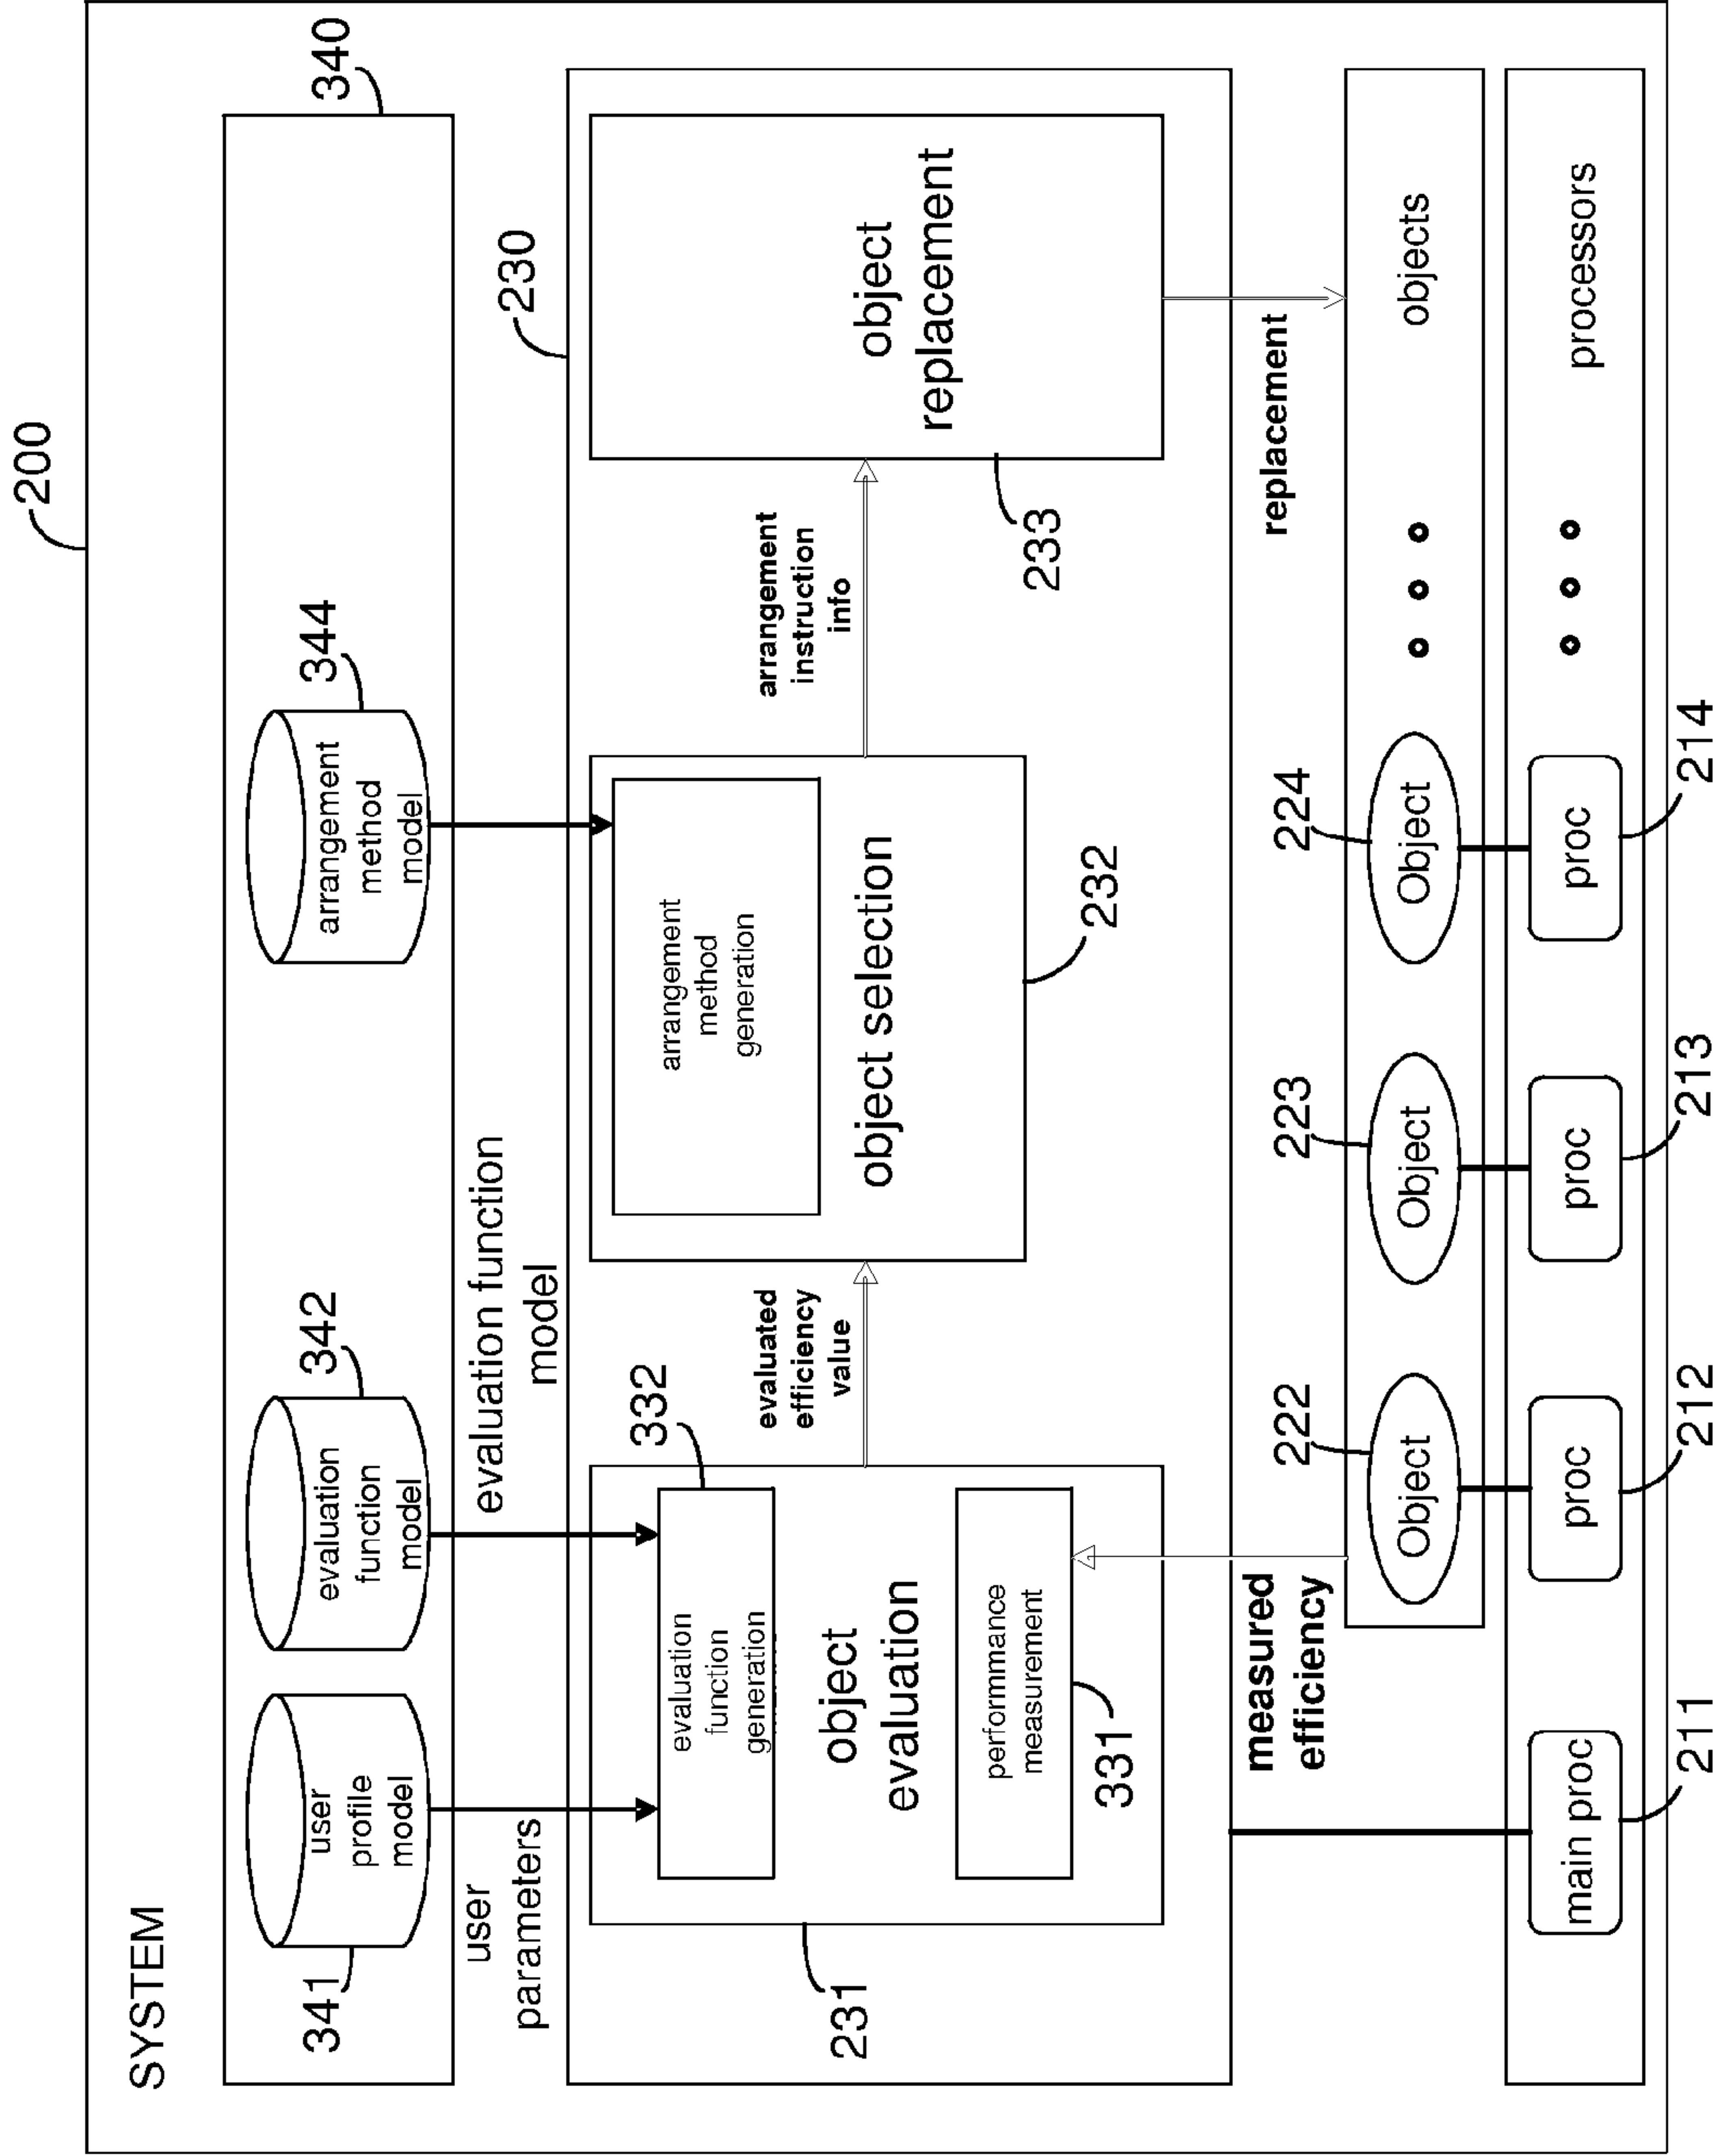 200
SYSTEM
340
341
user
profile
model
342
evaluation
function
model
344
arrangement
method
model
user
parameters
evaluation function
model
230
332
evaluation
function
generation
object
evaluation
performance
measurement
331
231
evaluated
efficiency
value
arrangement
method
generation
object selection
232
arrangement
instruction
info
object
replacement
233
measured
efficiency
replacement
222
223
224
Object
Object
Object
objects
main proc
proc
proc
proc
processors
211
212
213
214